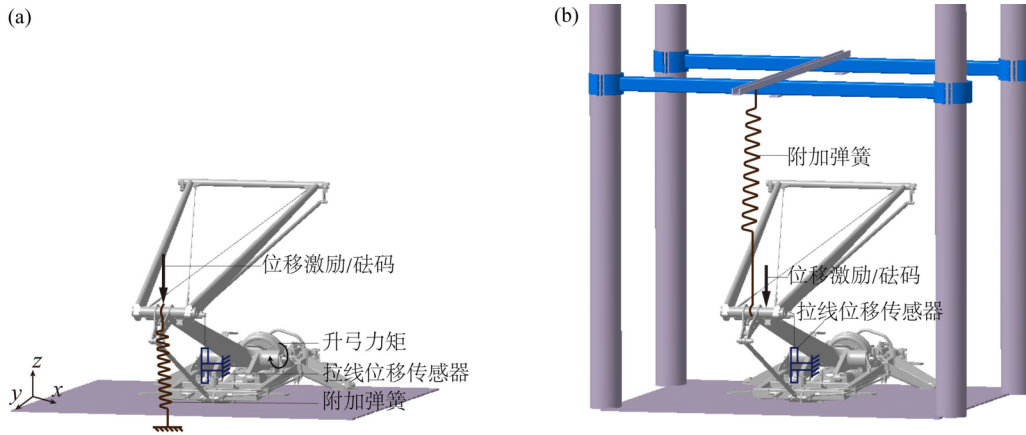 (a)
位移激励/砝码
升弓力矩
拉线位移传感器
附加弹簧
z
y
x
(b)
附加弹簧
位移激励/砝码
拉线位移传感器